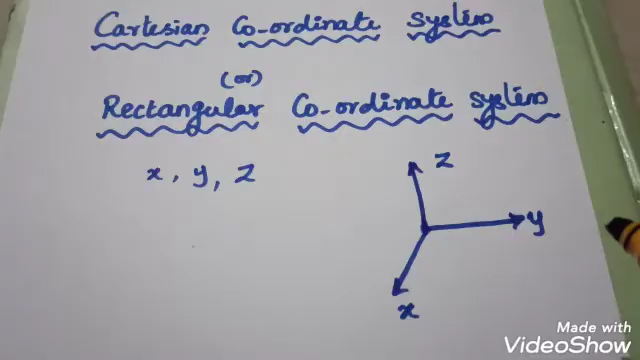 Cartesian Co-ordinate System
(or)
Rectangular Co-ordinate System
x, y, z
z
y
x
Made with
VideoShow